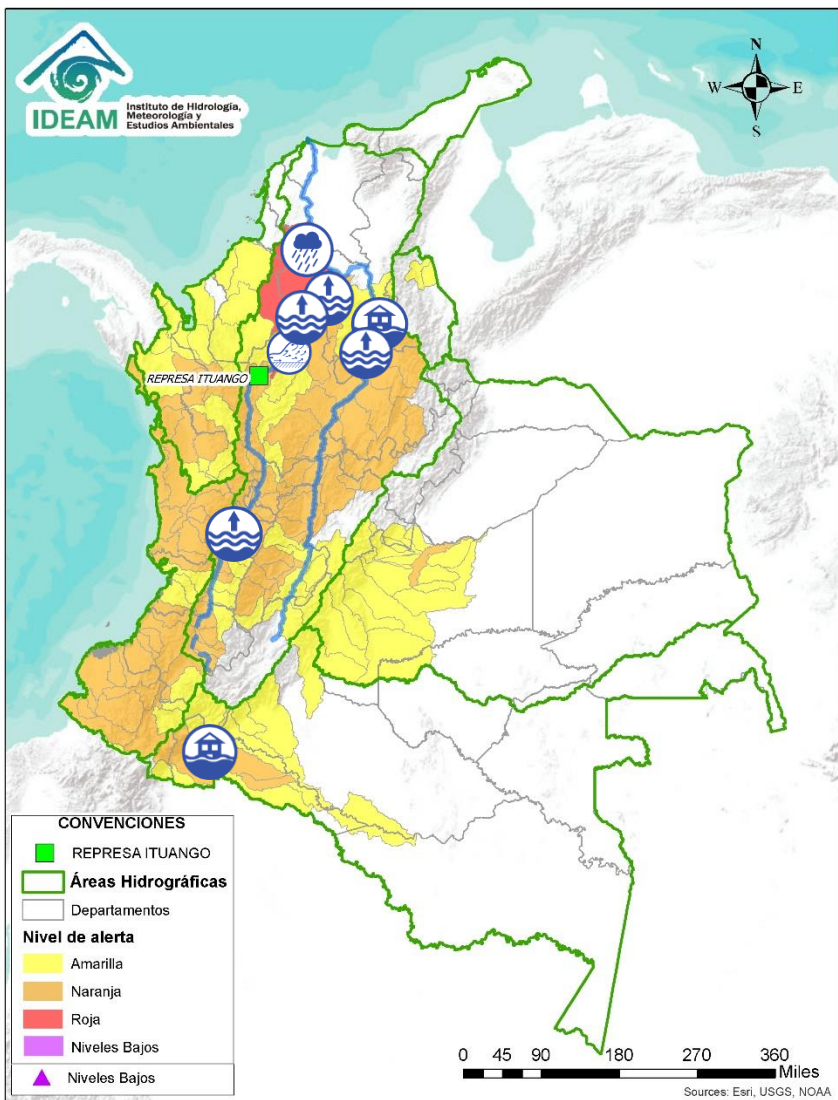 IDEAM
Instituto de Hidrología,
Meteorología y
Estudios Ambientales
N
W
E
S
REPRESA ITUANGO
CONVENCIONES
REPRESA ITUANGO
Áreas Hidrográficas
Departamentos
Nivel de alerta
Amarilla
Naranja
Roja
Niveles Bajos
Niveles Bajos
0 45 90 180 270 360
Miles
Sources: Esri, USGS, NOAA